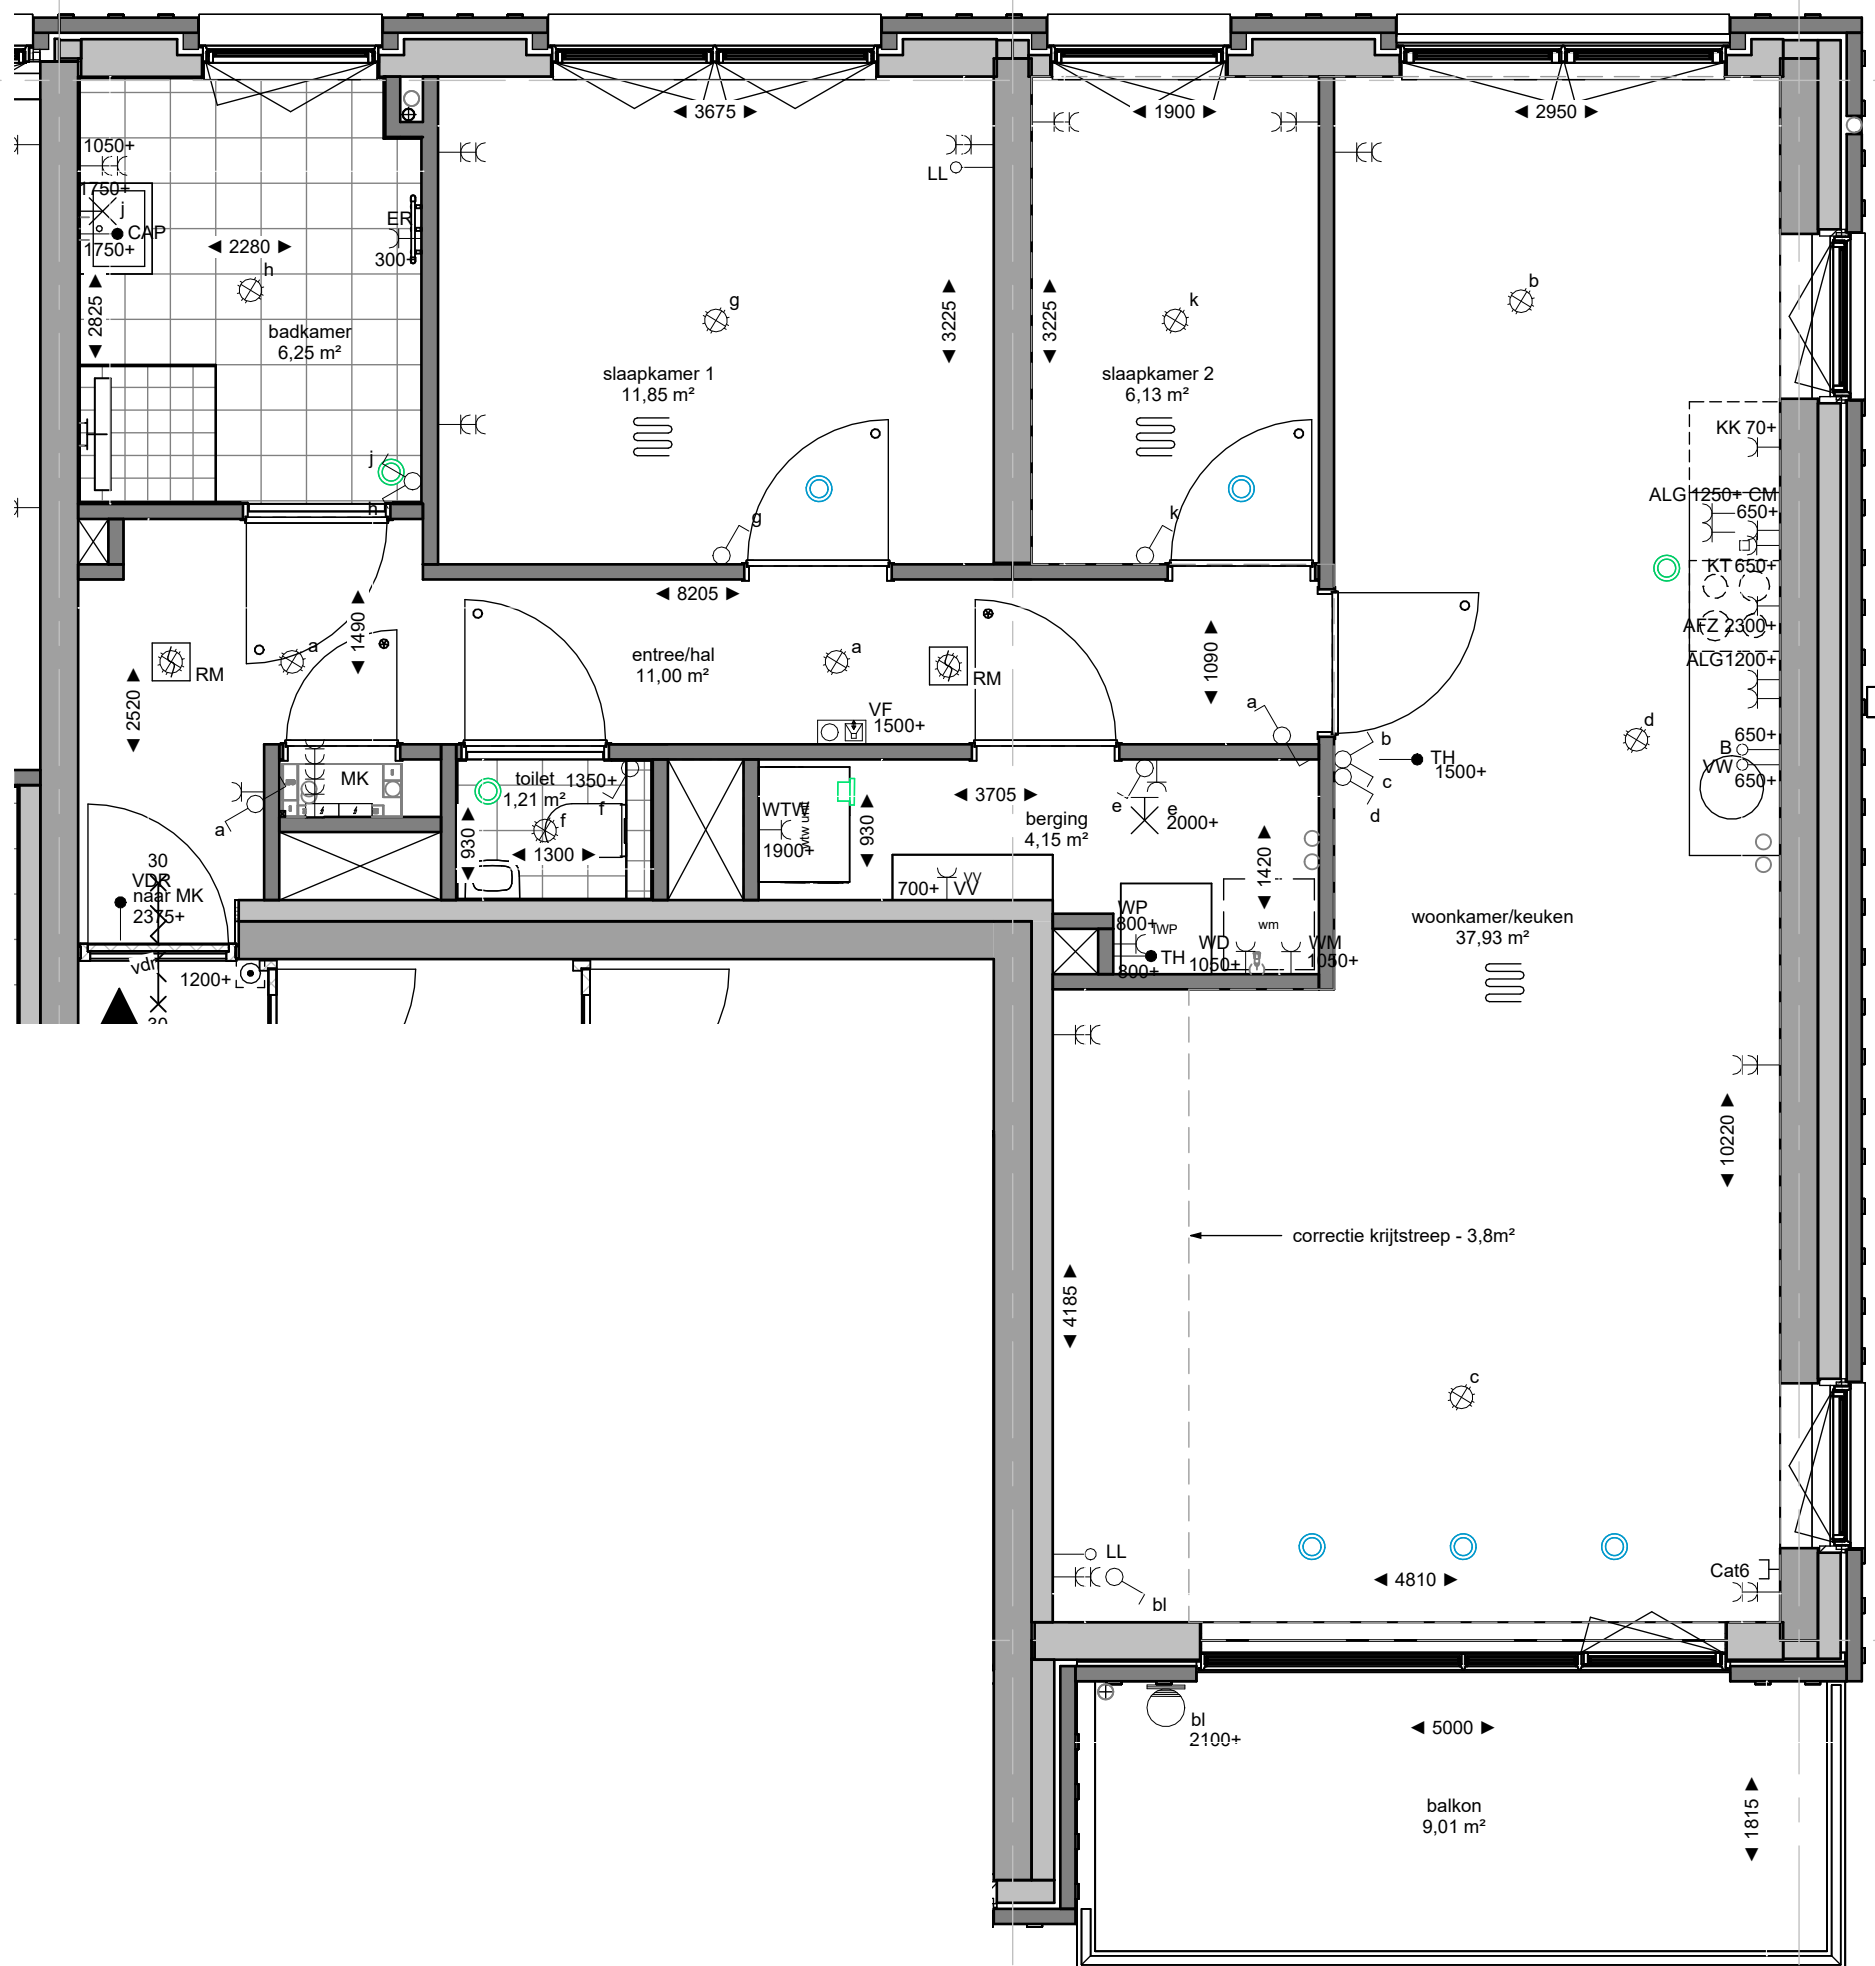 3675
1900
2950
1050+
1750+
j
CAP
1750+
ER
300+
2280
h
2825
badkamer
6,25 m²
j
h
LL
g
3225
slaapkamer 1
11,85 m²
g
3225
k
slaapkamer 2
6,13 m²
k
b
KK 70+
ALG 1250+ CM
650+
KT 650+
AFZ 2300+
ALG1200+
d
650+
B
VW
650+
8205
1490
a
RM
2520
entree/hal
11,00 m²
a
RM
1090
a
VF
1500+
b
TH
1500+
c
d
MK
a
toilet
1350+
1,21 m²
f
f
930
1300
WTW
wtw unit
1900+
930
3705
berging
4,15 m²
e
e
2000+
1420
VV
700+
VV
WP
800+
WP
TH
800+
wm
WD
1050+
WM
1050+
30
VDR
naar MK
2375+
vdr
1200+
30
woonkamer/keuken
37,93 m²
10220
correctie krijtstreep - 3,8m²
4185
c
LL
bl
4810
Cat6
bl
2100+
5000
balkon
9,01 m²
1815